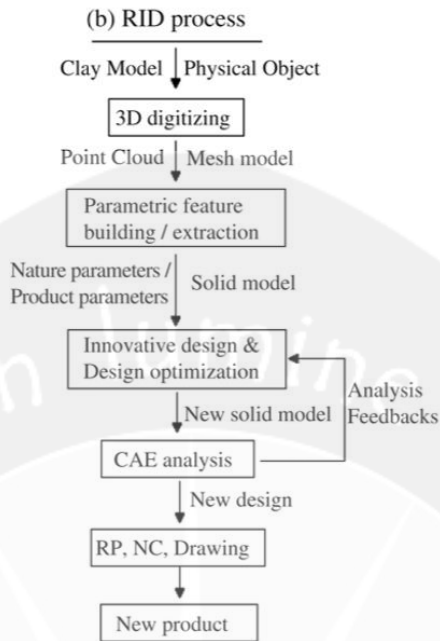 (b) RID process
Clay Model Physical Object
3D digitizing
Point Cloud Mesh model
Parametric feature
building / extraction
Nature parameters /
Product parameters
Solid model
Innovative design &
Design optimization
Analysis
Feedbacks
New solid model
CAE analysis
New design
RP, NC, Drawing
New product
n lumine